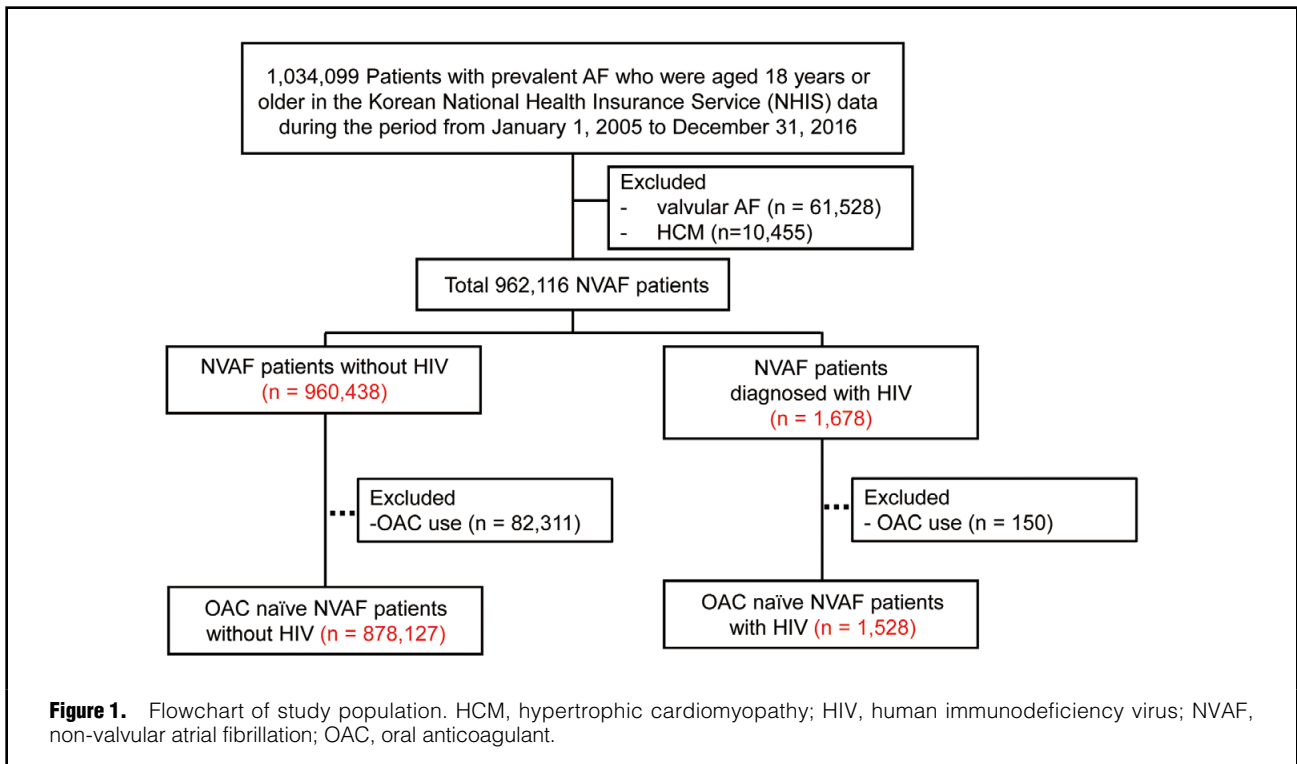 1,034,099 Patients with prevalent AF who were aged 18 years or
older in the Korean National Health Insurance Service (NHIS) data
during the period from January 1, 2005 to December 31, 2016
Excluded
- valvular AF (n = 61,528)
- HCM (n=10,455)
Total 962,116 NVAF patients
NVAF patients without HIV
(n = 960,438)
NVAF patients
diagnosed with HIV
(n = 1,678)
Excluded
-OAC use (n = 82,311)
Excluded
- OAC use (n = 150)
OAC naïve NVAF patients
without HIV (n = 878,127)
OAC naïve NVAF patients
with HIV (n = 1,528)
Figure 1. Flowchart of study population. HCM, hypertrophic cardiomyopathy; HIV, human immunodeficiency virus; NVAF,
non-valvular atrial fibrillation; OAC, oral anticoagulant.